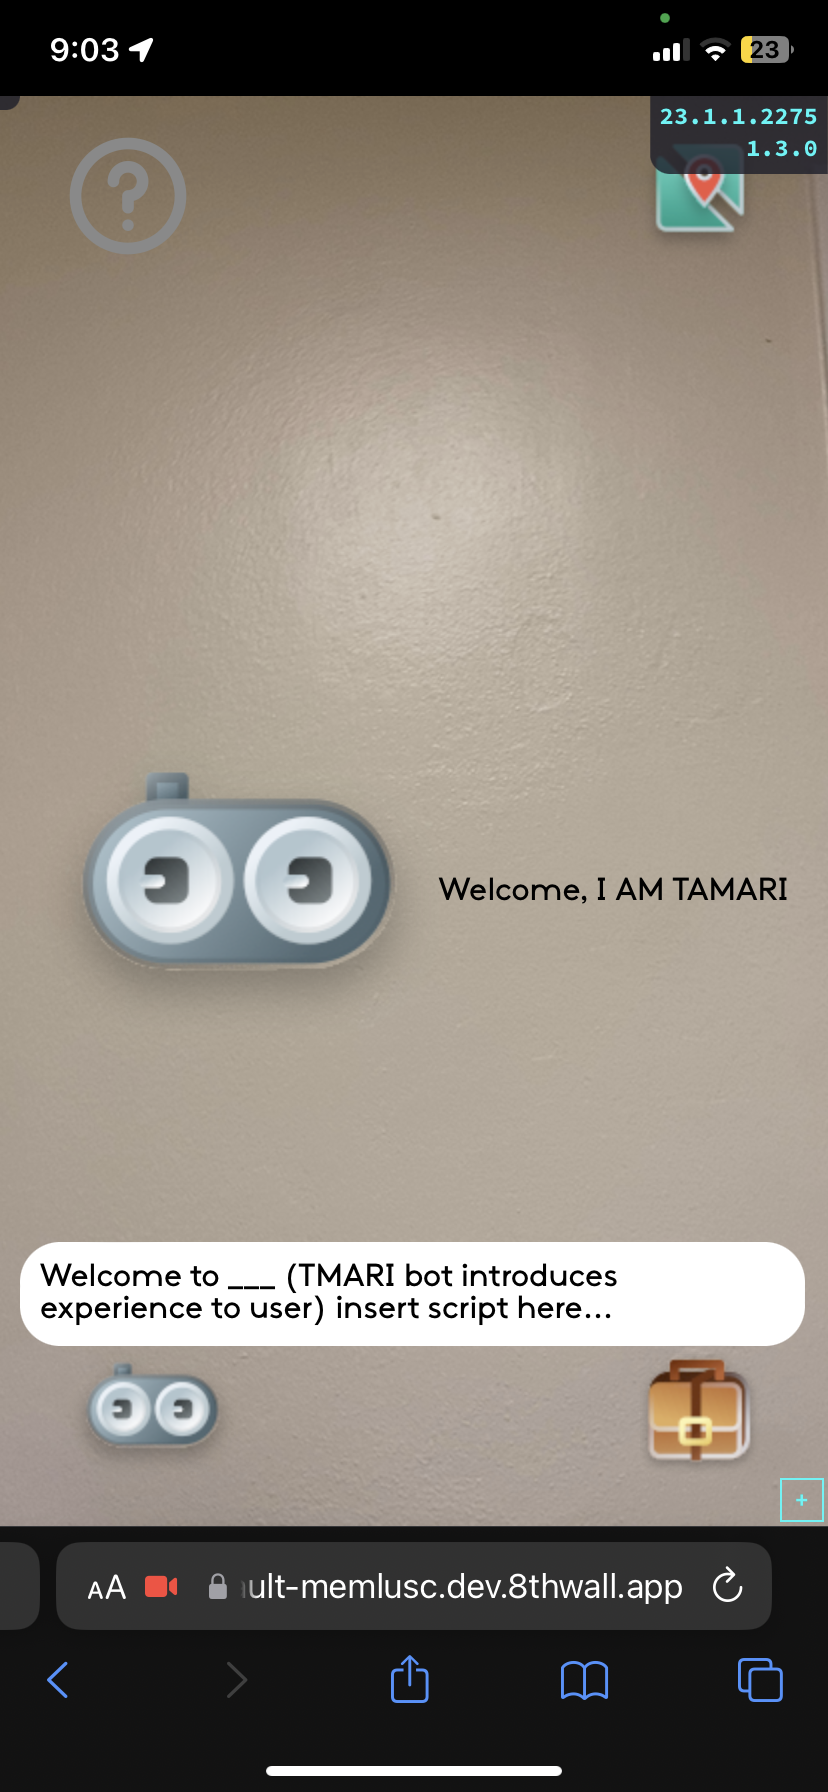 9:03
23
23.1.1.2275
1.3.0
?
Welcome, I AM TAMARI
Welcome to ___ (TMARI bot introduces
experience to user) insert script here...
+
AA
ult-memlusc.dev.8thwall.app